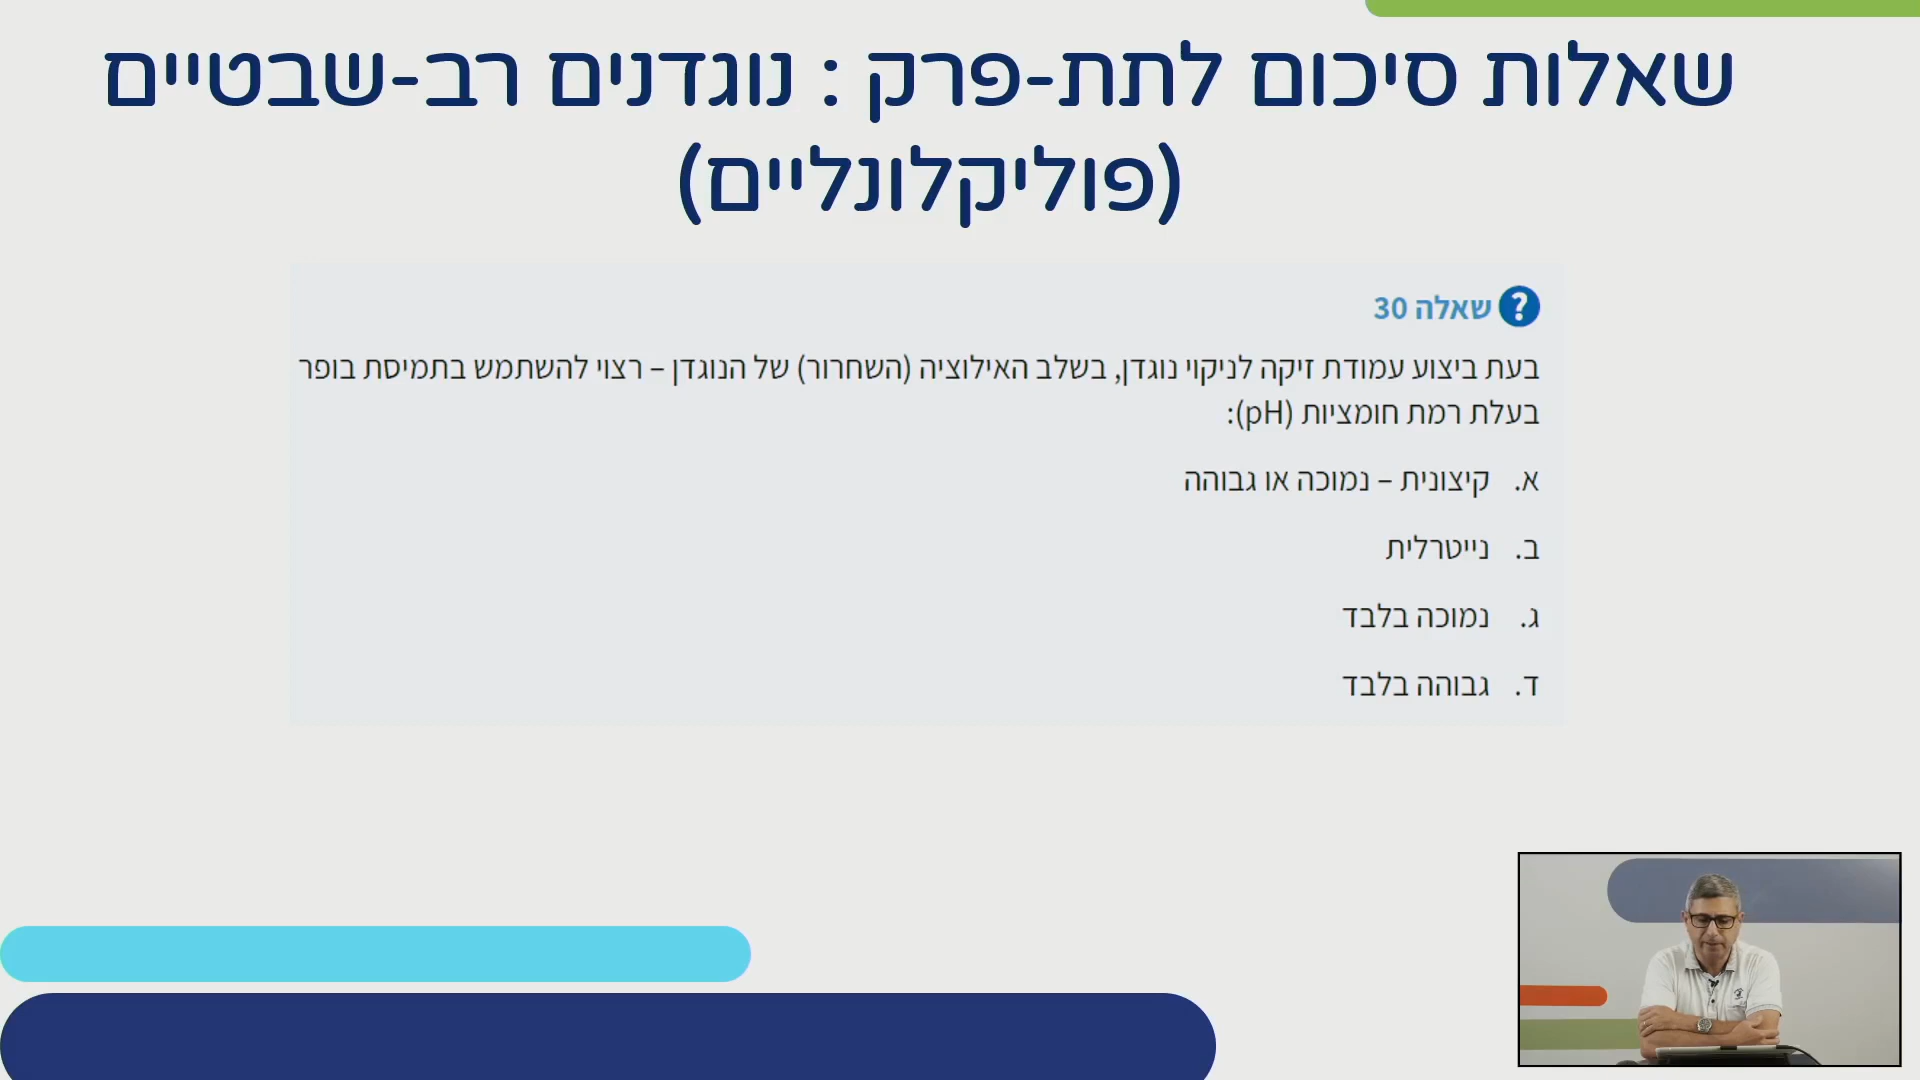 שאלות סיכום לתת-פרק : נוגדנים רב-שבטיים
(פוליקלונליים)
? שאלה 30
בעת ביצוע עמודת זיקה לניקוי נוגדן, בשלב האילוציה (השחרור) של הנוגדן – רצוי להשתמש בתמיסת בופר
בעלת רמת חומציות (pH):
א. קיצונית – נמוכה או גבוהה
ב. נייטרלית
ג. נמוכה בלבד
ד. גבוהה בלבד